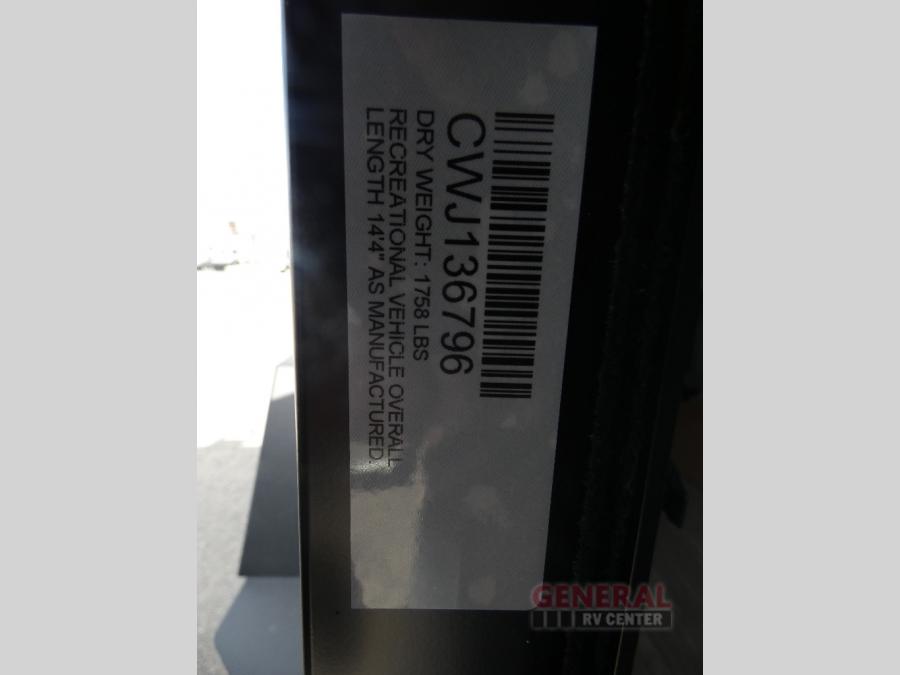 CWJ136796
DRY WEIGHT: 1758 LBS
RECREATIONAL VEHICLE OVERALL
LENGTH 14'4" AS MANUFACTURED.
GENERAL
RV CENTER